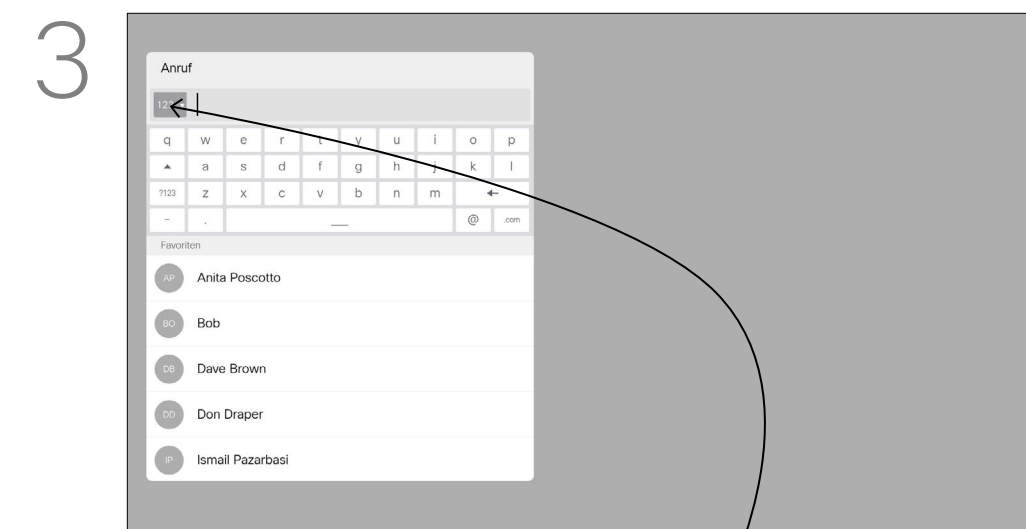 3
Anruf
q w e r t y u i o p
a s d f g h j k l
?123 z x c v b n m
- . @ .com
Favoriten
AP Anita Poscotto
BO Bob
DB Dave Brown
DD Don Draper
IP Ismail Pazarbasi